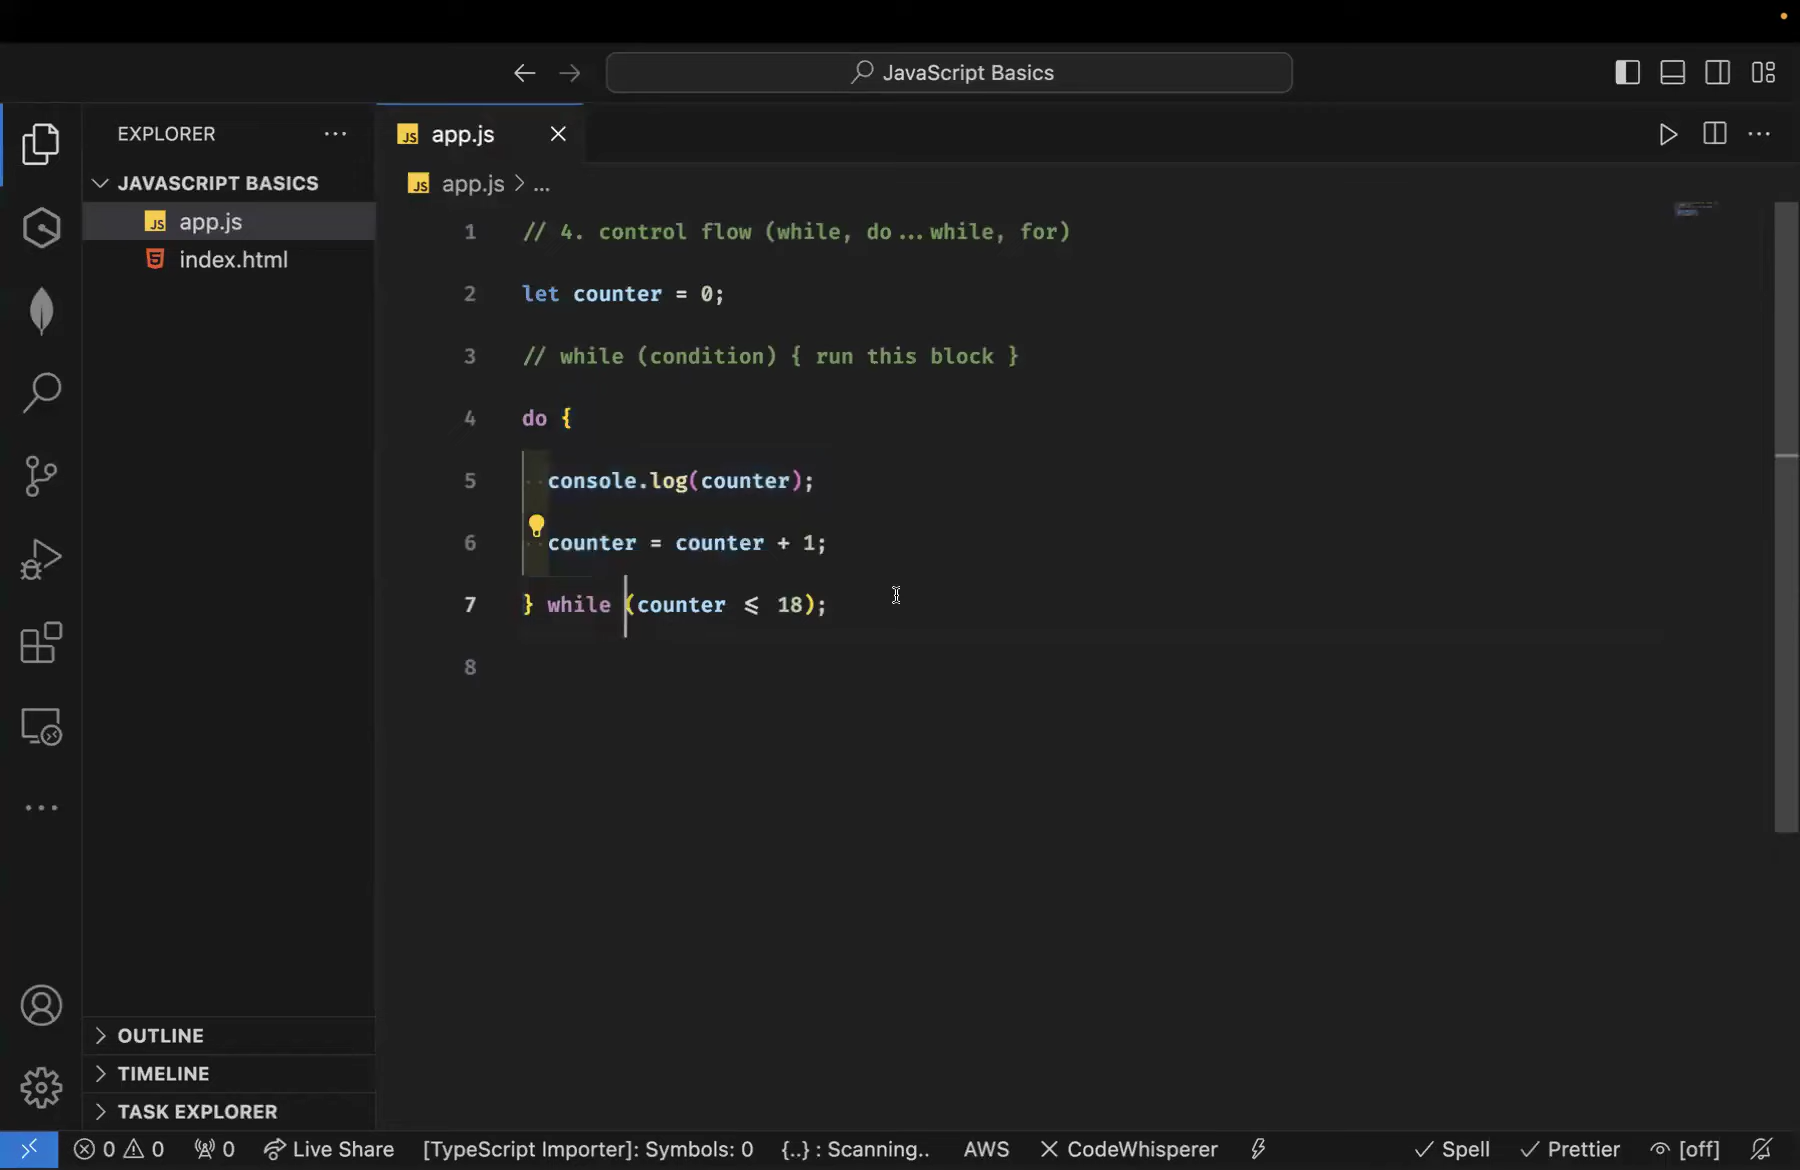 JavaScript Basics
EXPLORER
JS app.js
JAVASCRIPT BASICS
JS app.js
index.html
JS app.js > ...
1 // 4. control flow (while, do...while, for)
2 let counter = 0;
3 // while (condition) { run this block }
4 do {
5 console.log(counter);
6 counter = counter + 1;
7 } while (counter <= 18);
8
OUTLINE
TIMELINE
TASK EXPLORER
0 0 0 Live Share [TypeScript Importer]: Symbols: 0 {..} : Scanning.. AWS CodeWhisperer Spell Prettier [off]